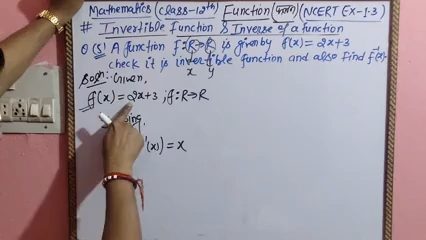 Mathematics (class-12th) Function (फलन) (NCERT EX-1.3)
# Invertible Function & Inverse of a function
Q (5) A function f:R→R is given by f(x) = 2x+3
x y
check it is invertible function and also find f⁻¹(x).
Soln: Given,
f(x) = 2x+3 ; f:R→R
(x) = x